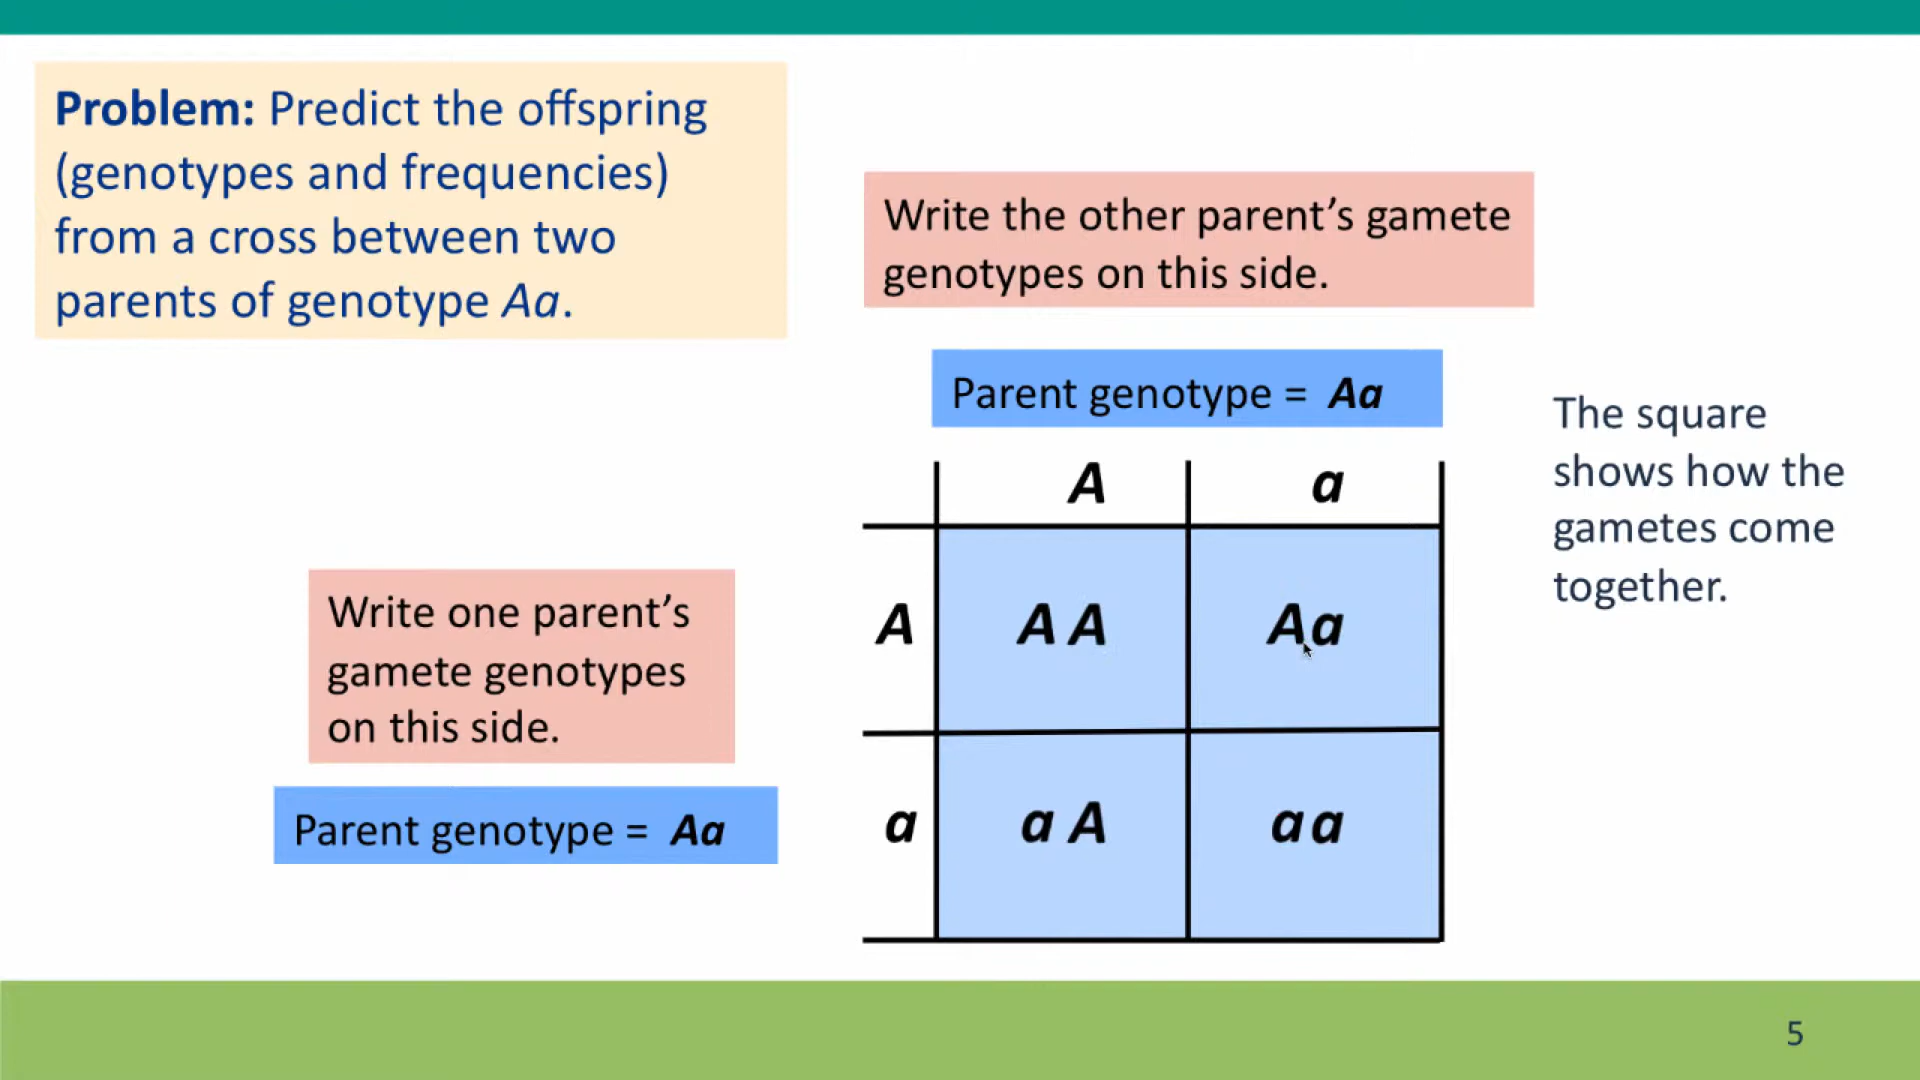 Problem: Predict the offspring
(genotypes and frequencies)
from a cross between two
parents of genotype Aa.
Write the other parent’s gamete
genotypes on this side.
Parent genotype = Aa
The square
shows how the
gametes come
together.
A a
A A A Aa
a a A a a
Write one parent’s
gamete genotypes
on this side.
Parent genotype = Aa
5